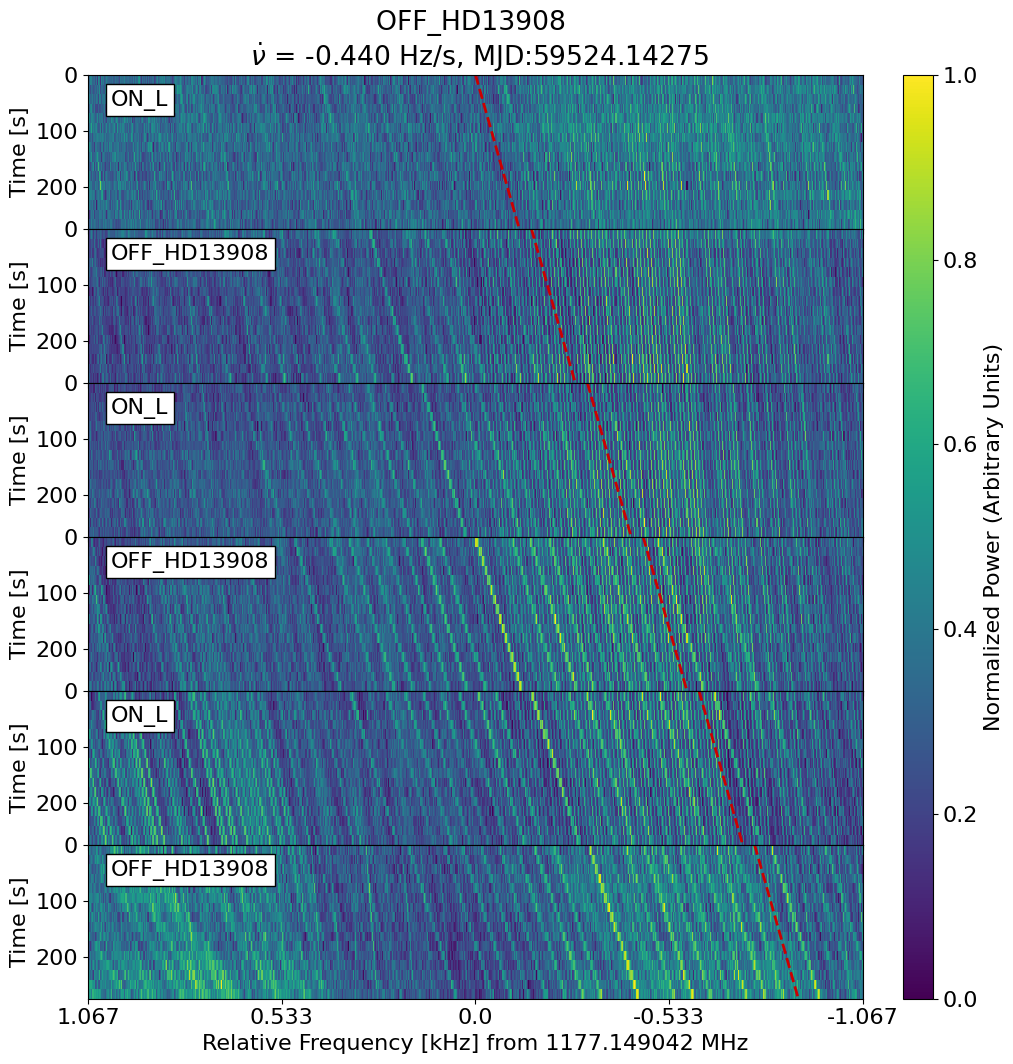 OFF_HD13908
ν̇ = -0.440 Hz/s, MJD:59524.14275
0
ON_L
100
200
Time [s]
0
OFF_HD13908
100
200
Time [s]
0
ON_L
100
200
Time [s]
0
OFF_HD13908
100
200
Time [s]
0
ON_L
100
200
Time [s]
0
OFF_HD13908
100
200
Time [s]
1.067 0.533 0.0 -0.533 -1.067
Relative Frequency [kHz] from 1177.149042 MHz
1.0
0.8
0.6
0.4
0.2
0.0
Normalized Power (Arbitrary Units)